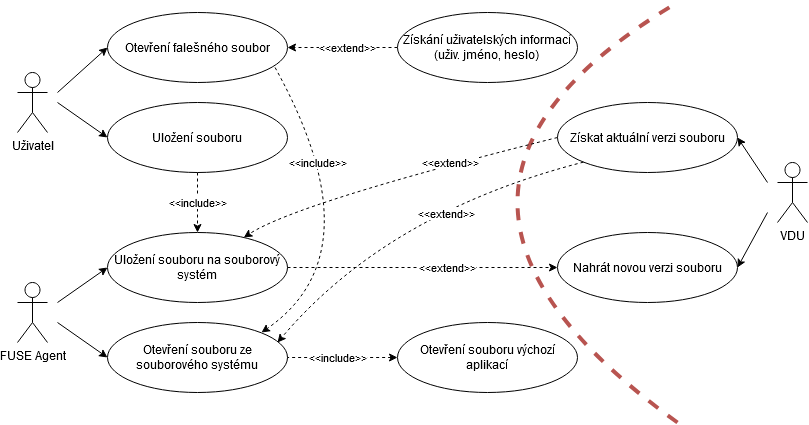 Otevření falešného soubor
<<extend>>
Získání uživatelských informací
(uživ. jméno, heslo)
Uživatel
Uložení souboru
<<include>>
<<extend>>
Získat aktuální verzi souboru
<<include>>
<<extend>>
VDU
Uložení souboru na souborový
systém
<<extend>>
Nahrát novou verzi souboru
FUSE Agent
Otevření souboru ze
souborového systému
<<include>>
Otevření souboru výchozí
aplikací